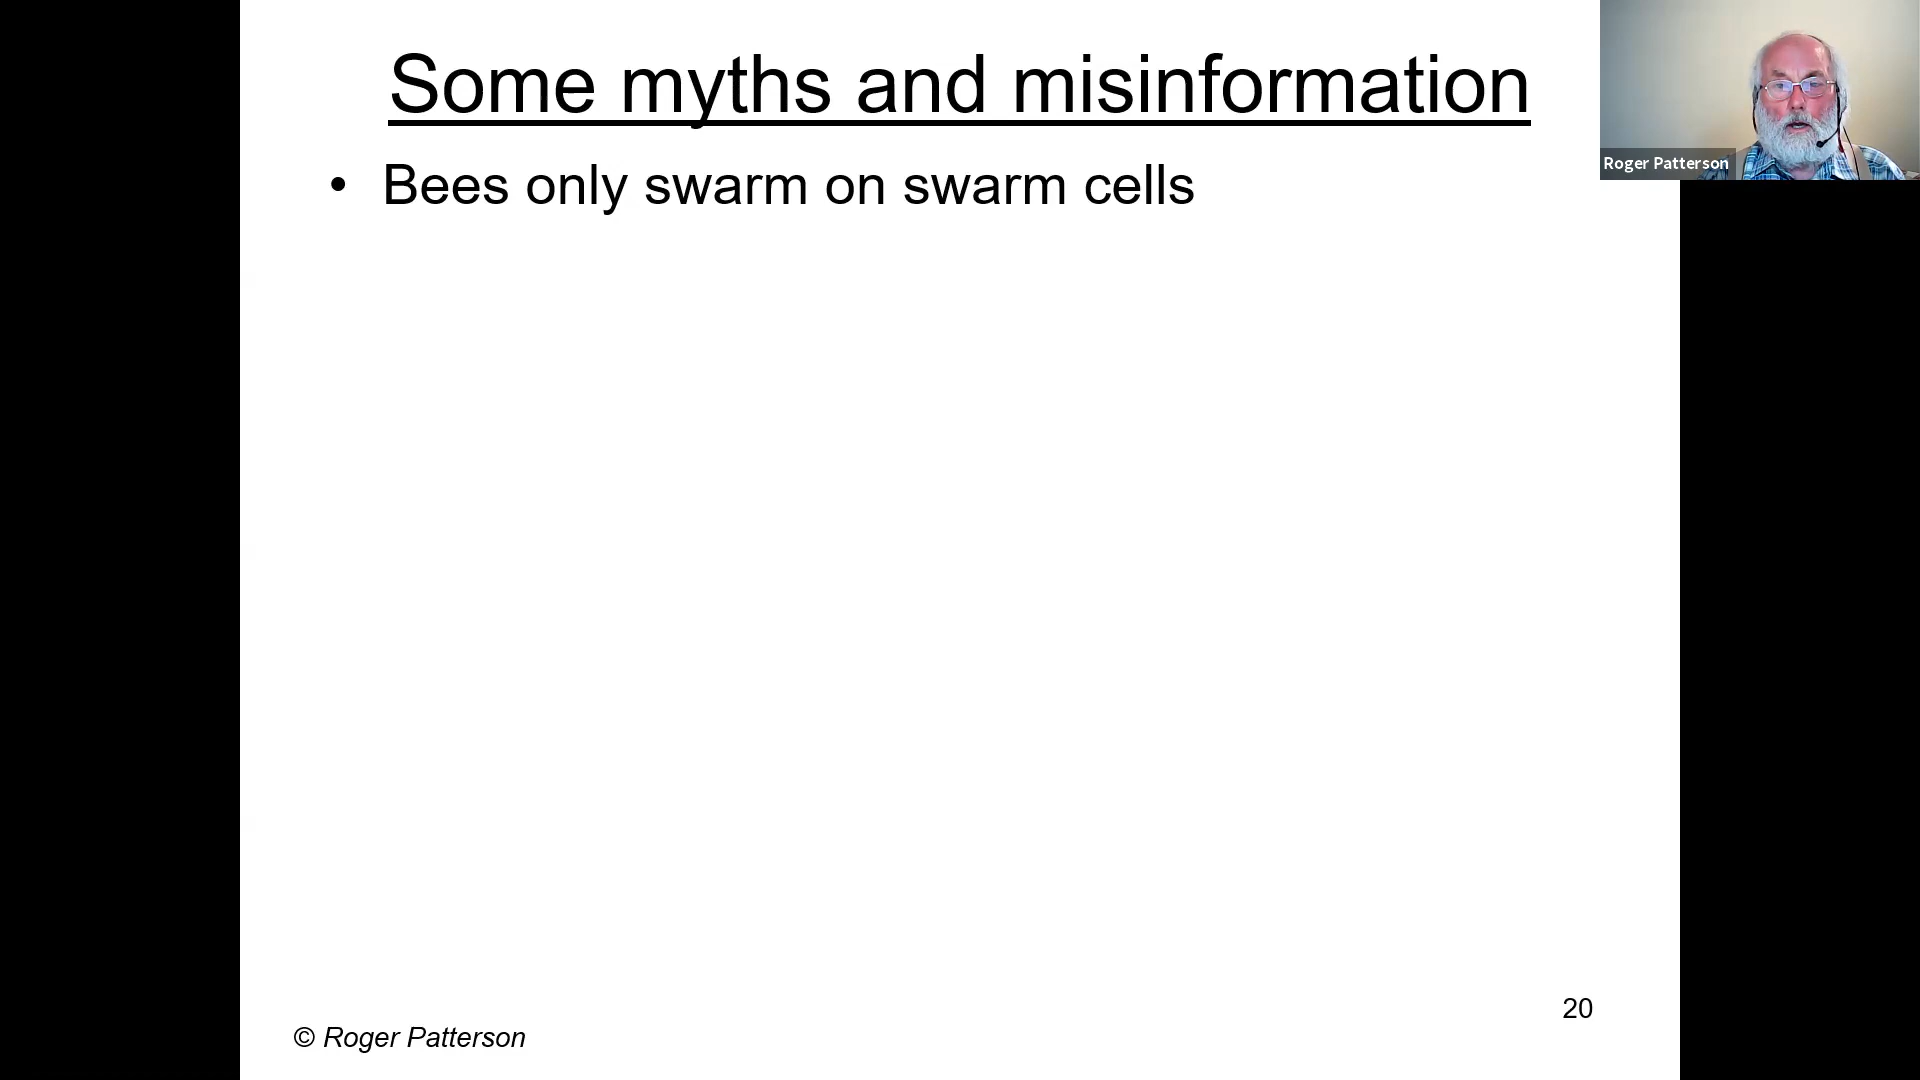 Some myths and misinformation
Roger Patterson
• Bees only swarm on swarm cells
20
© Roger Patterson